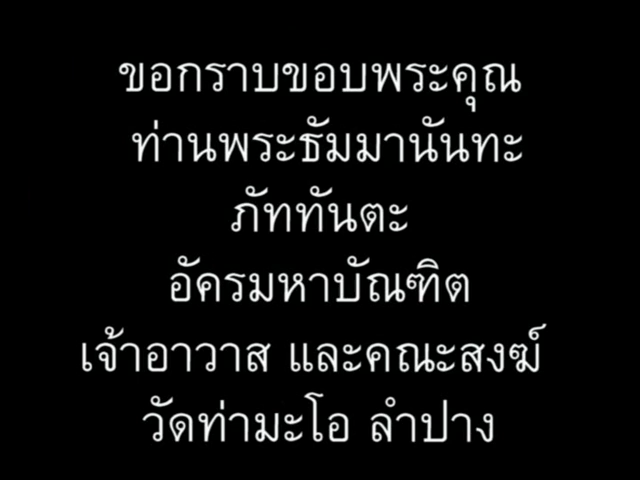 ขอกราบขอบพระคุณ
ท่านพระธัมมานันทะ
ภัททันตะ
อัครมหาบัณฑิต
เจ้าอาวาส และคณะสงฆ์
วัดท่ามะโอ ลำปาง